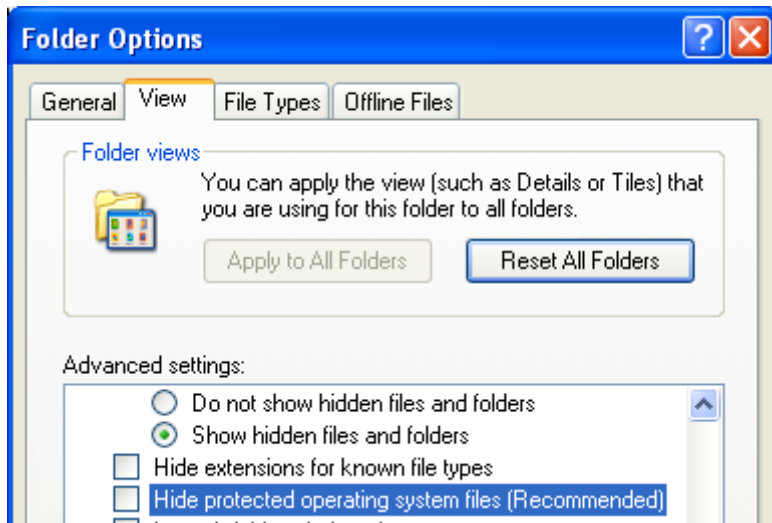 Folder Options
General View File Types Offline Files
Folder views
You can apply the view (such as Details or Tiles) that
you are using for this folder to all folders.
Apply to All Folders Reset All Folders
Advanced settings:
Do not show hidden files and folders
Show hidden files and folders
Hide extensions for known file types
Hide protected operating system files (Recommended)